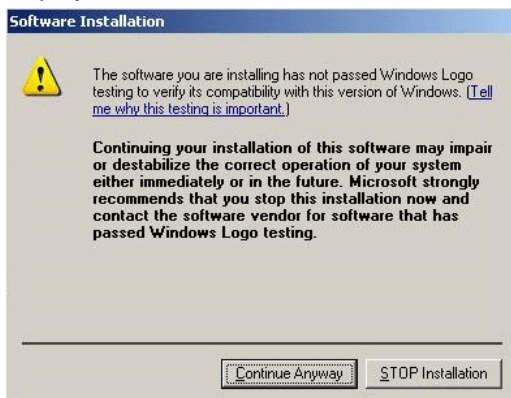 Software Installation
The software you are installing has not passed Windows Logo
testing to verify its compatibility with this version of Windows. (Tell
me why this testing is important.)
Continuing your installation of this software may impair
or destabilize the correct operation of your system
either immediately or in the future. Microsoft strongly
recommends that you stop this installation now and
contact the software vendor for software that has
passed Windows Logo testing.
Continue Anyway
STOP Installation